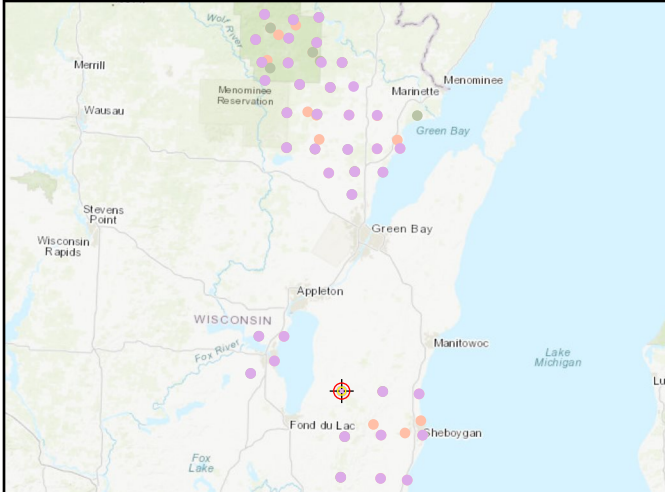 Wolf
River
Merrill
Menominee
Menominee
Reservation
Marinette
Wausau
Green Bay
Stevens
Point
Green Bay
Wisconsin
Rapids
Appleton
WISCONSIN
Fox River
Manitowoc
Lake
Michigan
Lu
Fond du Lac
Sheboygan
Fox
Lake